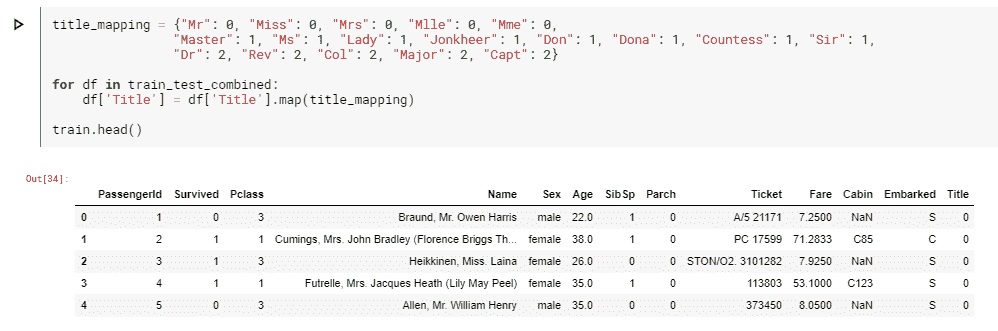 title_mapping = {"Mr": 0, "Miss": 0, "Mrs": 0, "Mlle": 0, "Mme": 0,
"Master": 1, "Ms": 1, "Lady": 1, "Jonkheer": 1, "Don": 1, "Dona": 1, "Countess": 1, "Sir": 1,
"Dr": 2, "Rev": 2, "Col": 2, "Major": 2, "Capt": 2}
for df in train_test_combined:
df['Title'] = df['Title'].map(title_mapping)
train.head()
Out[34]:
PassengerId Survived Pclass Name Sex Age SibSp Parch Ticket Fare Cabin Embarked Title
0 1 0 3 Braund, Mr. Owen Harris male 22.0 1 0 A/5 21171 7.2500 NaN S 0
1 2 1 1 Cumings, Mrs. John Bradley (Florence Briggs Th... female 38.0 1 0 PC 17599 71.2833 C85 C 0
2 3 1 3 Heikkinen, Miss. Laina female 26.0 0 0 STON/O2. 3101282 7.9250 NaN S 0
3 4 1 1 Futrelle, Mrs. Jacques Heath (Lily May Peel) female 35.0 1 0 113803 53.1000 C123 S 0
4 5 0 3 Allen, Mr. William Henry male 35.0 0 0 373450 8.0500 NaN S 0